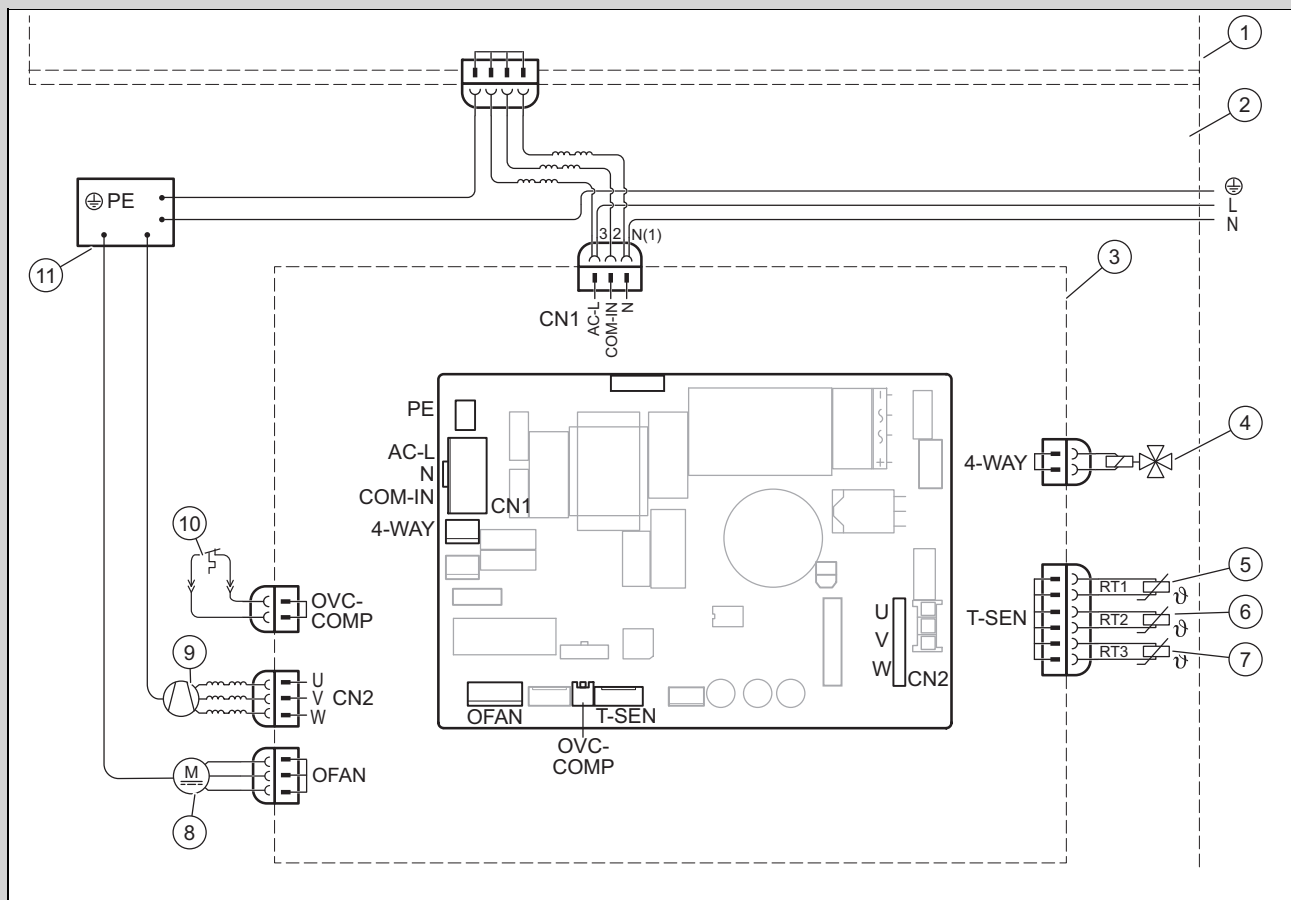 1
2
PE
L
N
11
3 2 N(1)
3
CN1
AC-L
COM-IN
N
PE
AC-L
N
COM-IN
CN1
4-WAY
4-WAY
4
10
OVC-
COMP
T-SEN
RT1 ϑ
5
RT2 ϑ
6
RT3 ϑ
7
U
V
W
CN2
9
U
V
W
CN2
OFAN
T-SEN
OVC-
COMP
M
OFAN
8